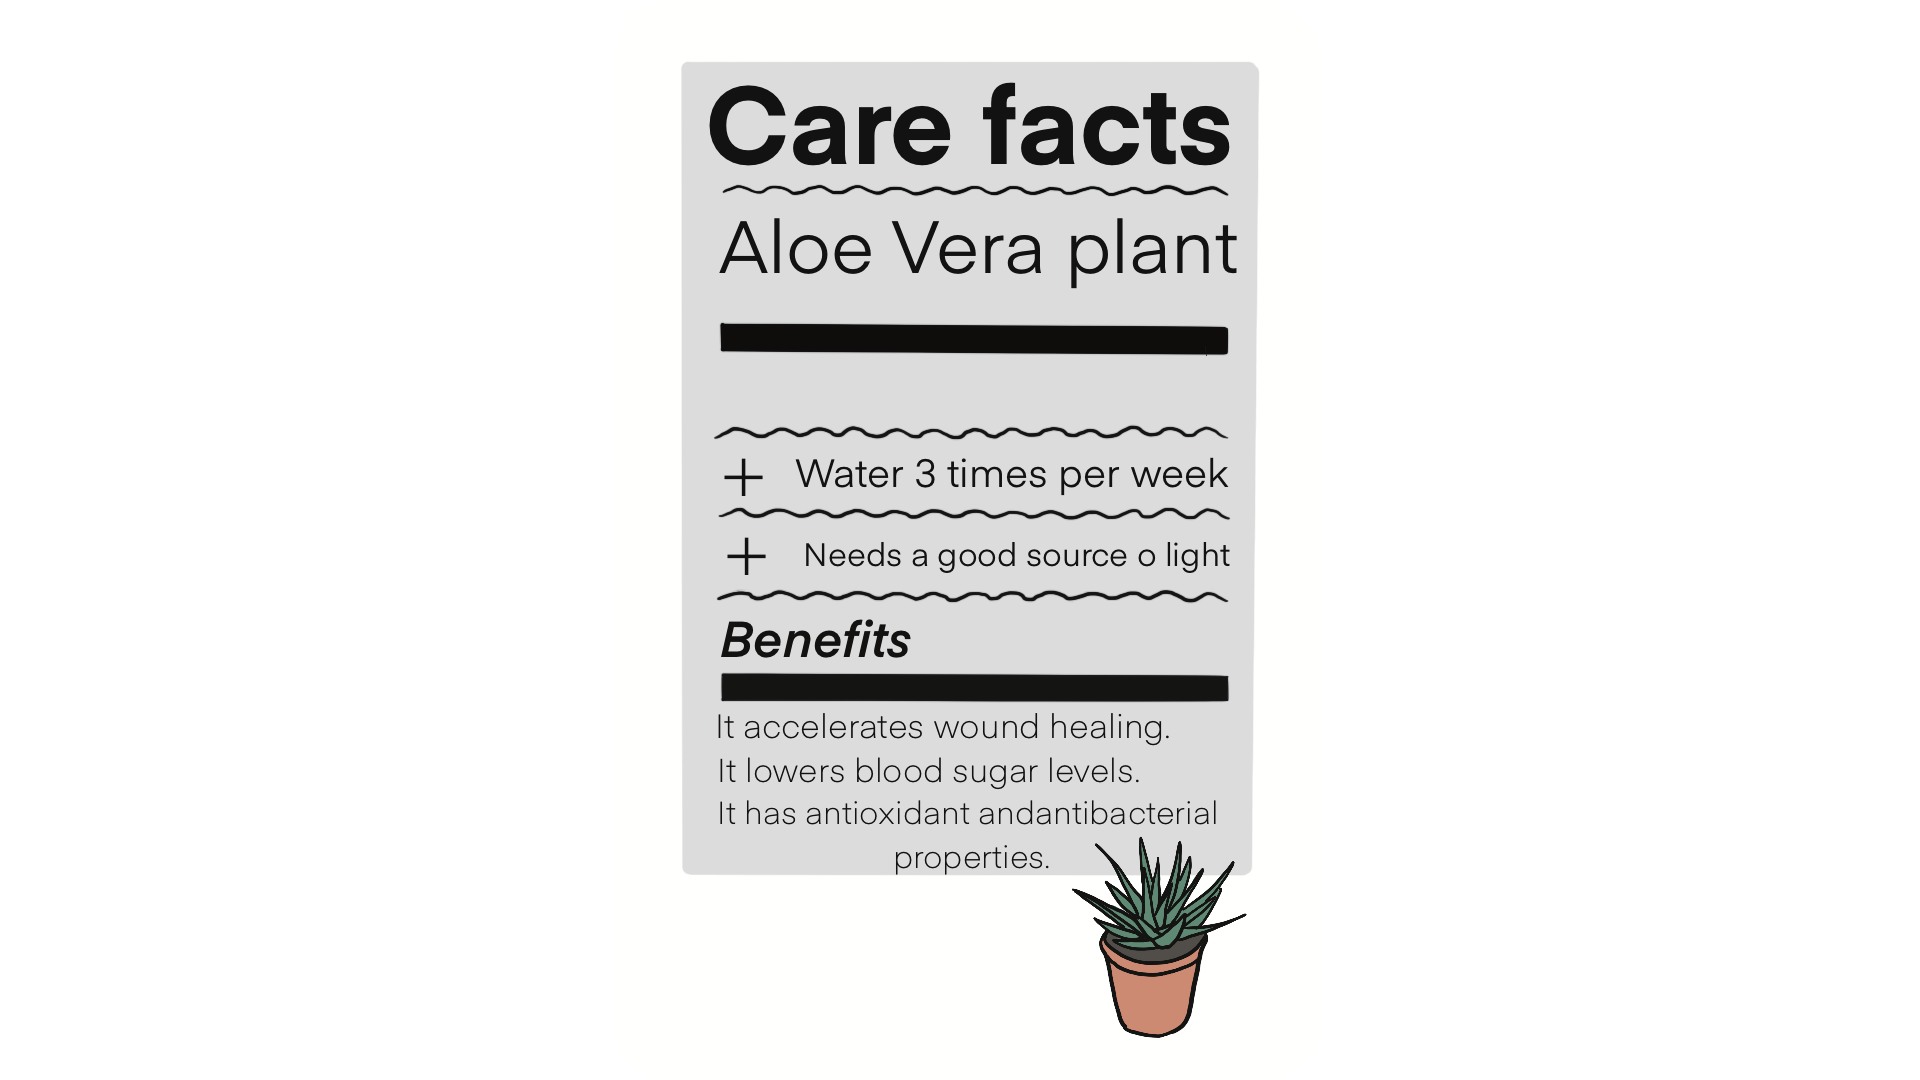 Care facts
Aloe Vera plant
+ Water 3 times per week
+ Needs a good source o light
Benefits
It accelerates wound healing.
It lowers blood sugar levels.
It has antioxidant andantibacterial
properties.